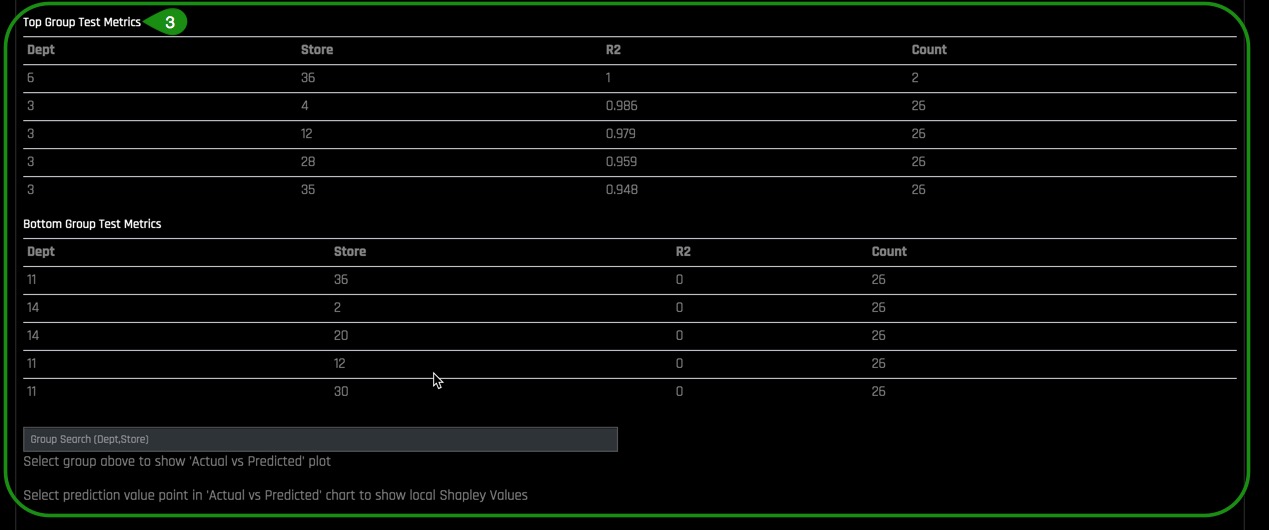 Top Group Test Metrics 3
Dept Store R2 Count
6 36 1 2
3 4 0.986 26
3 12 0.979 26
3 28 0.959 26
3 35 0.948 26
Bottom Group Test Metrics
Dept Store R2 Count
11 36 0 26
14 2 0 26
14 20 0 26
11 12 0 26
11 30 0 26
Group Search (Dept,Store)
Select group above to show 'Actual vs Predicted' plot
Select prediction value point in 'Actual vs Predicted' chart to show local Shapley Values